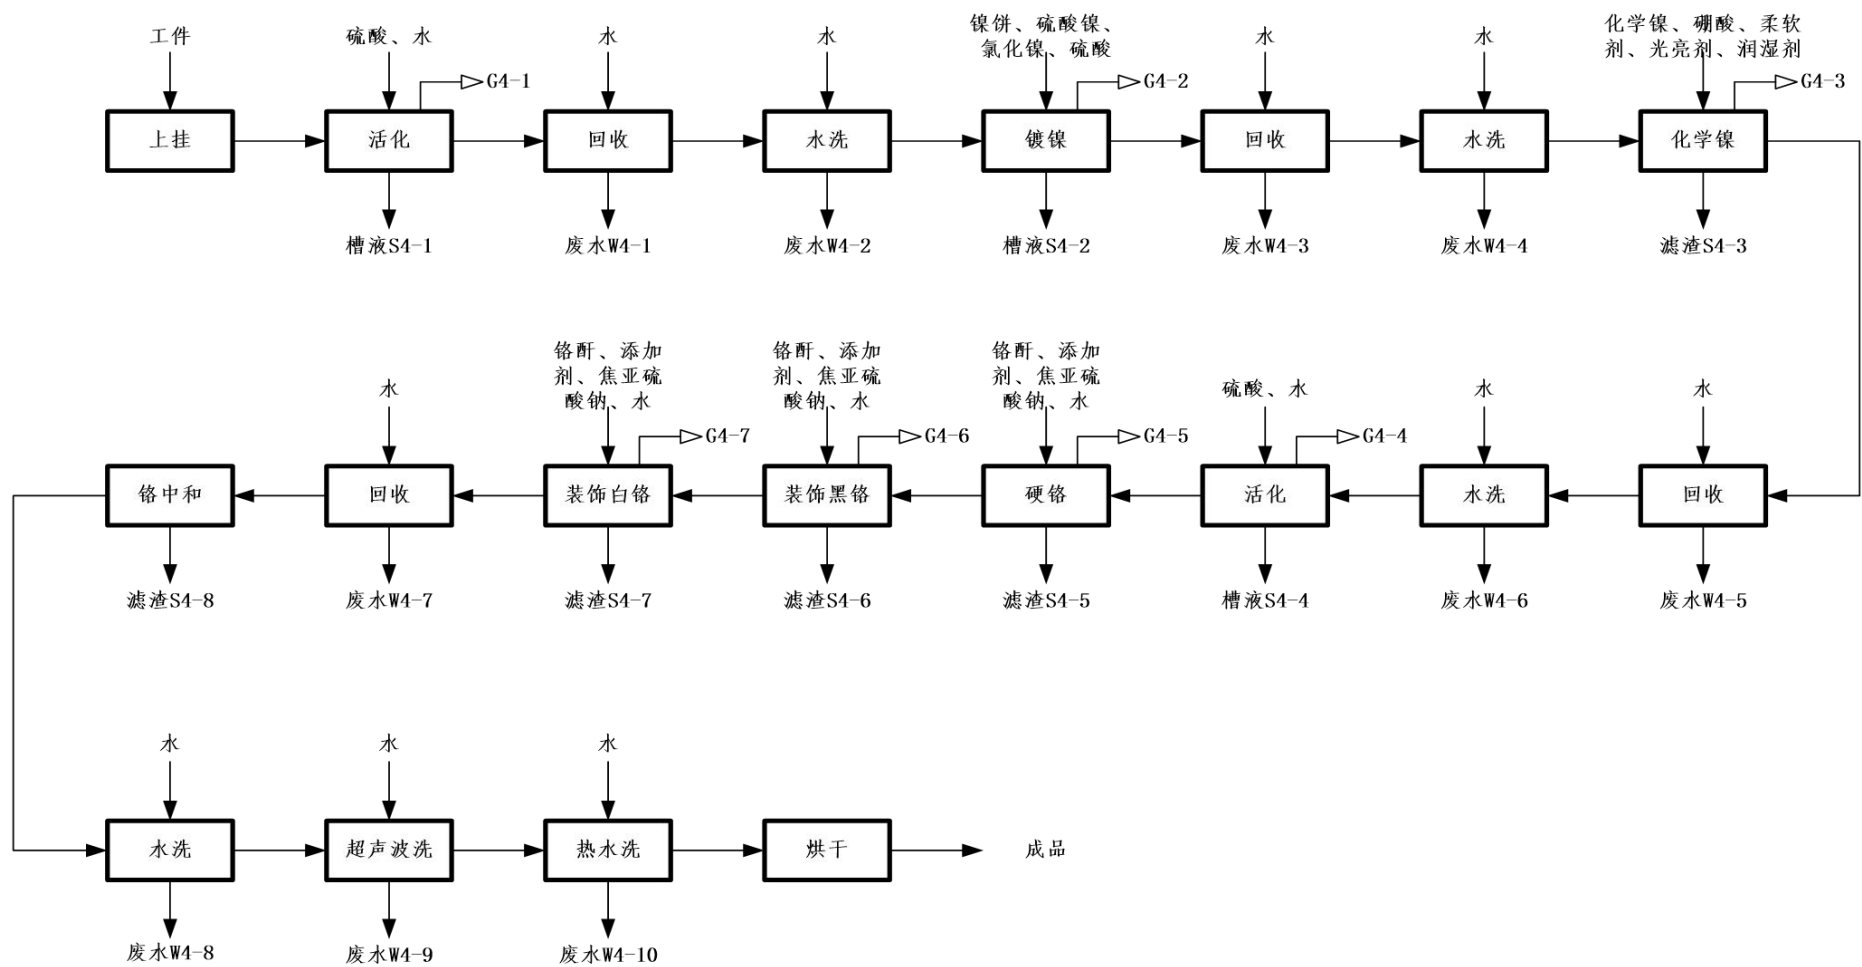 工件
硫酸、水
水
水
镍饼、硫酸镍、
氯化镍、硫酸
水
水
化学镍、硼酸、柔软
剂、光亮剂、润湿剂
G4-1
G4-2
G4-3
上挂
活化
回收
水洗
镀镍
回收
水洗
化学镍
槽液S4-1
废水W4-1
废水W4-2
槽液S4-2
废水W4-3
废水W4-4
滤渣S4-3
水
铬酐、添加
剂、焦亚硫
酸钠、水
铬酐、添加
剂、焦亚硫
酸钠、水
铬酐、添加
剂、焦亚硫
酸钠、水
硫酸、水
水
水
G4-7
G4-6
G4-5
G4-4
铬中和
回收
装饰白铬
装饰黑铬
硬铬
活化
水洗
回收
滤渣S4-8
废水W4-7
滤渣S4-7
滤渣S4-6
滤渣S4-5
槽液S4-4
废水W4-6
废水W4-5
水
水
水
水洗
超声波洗
热水洗
烘干
成品
废水W4-8
废水W4-9
废水W4-10